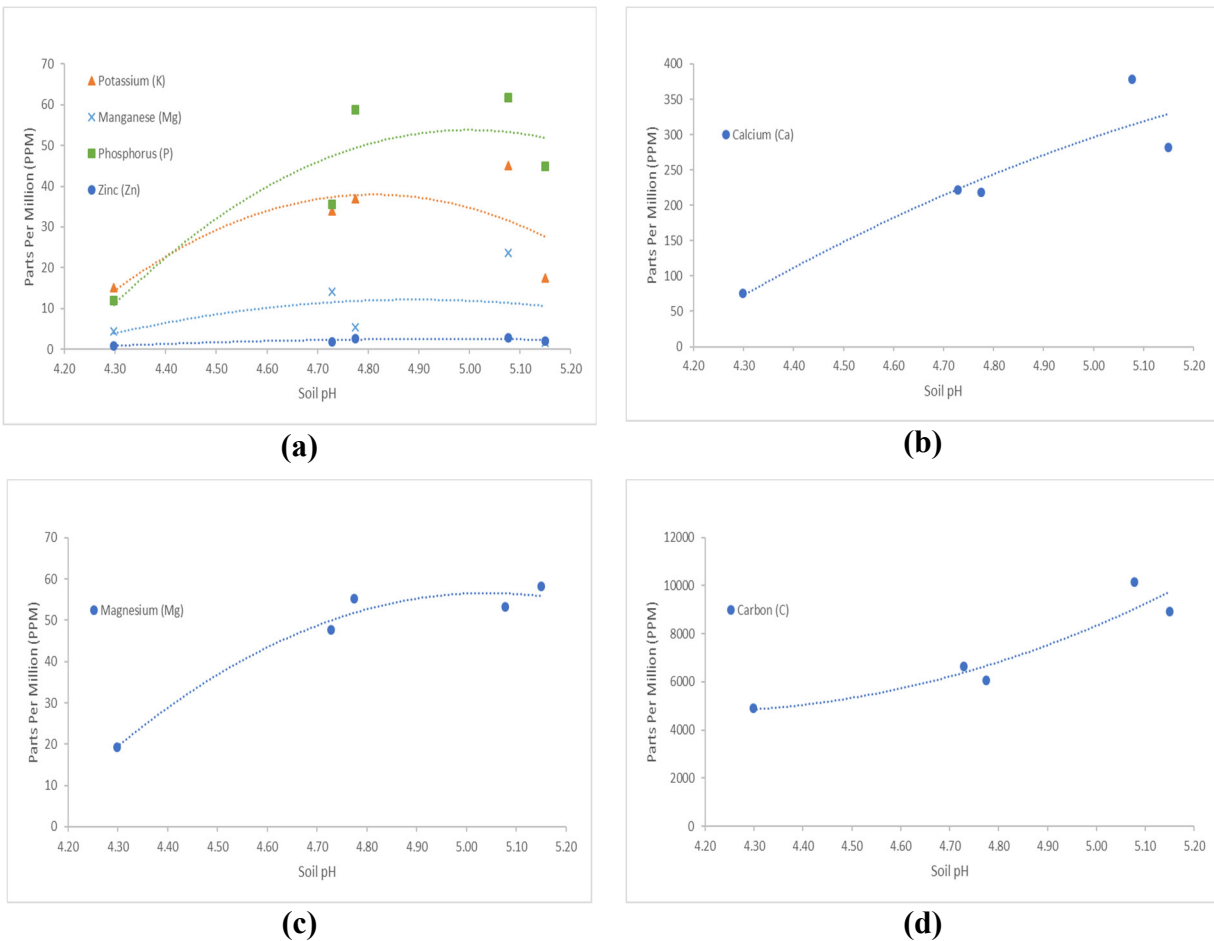 70
60
50
40
30
20
10
0
Potassium (K)
Manganese (Mg)
Phosphorus (P)
Zinc (Zn)
Parts Per Million (PPM)
4.20 4.30 4.40 4.50 4.60 4.70 4.80 4.90 5.00 5.10 5.20
Soil pH
(a)
400
350
300
250
200
150
100
50
0
Calcium (Ca)
Parts Per Million (PPM)
4.20 4.30 4.40 4.50 4.60 4.70 4.80 4.90 5.00 5.10 5.20
Soil pH
(b)
70
60
50
40
30
20
10
0
Magnesium (Mg)
Parts Per Million (PPM)
4.20 4.30 4.40 4.50 4.60 4.70 4.80 4.90 5.00 5.10 5.20
Soil pH
(c)
12000
10000
8000
6000
4000
2000
0
Carbon (C)
Parts Per Million (PPM)
4.20 4.30 4.40 4.50 4.60 4.70 4.80 4.90 5.00 5.10 5.20
Soil pH
(d)